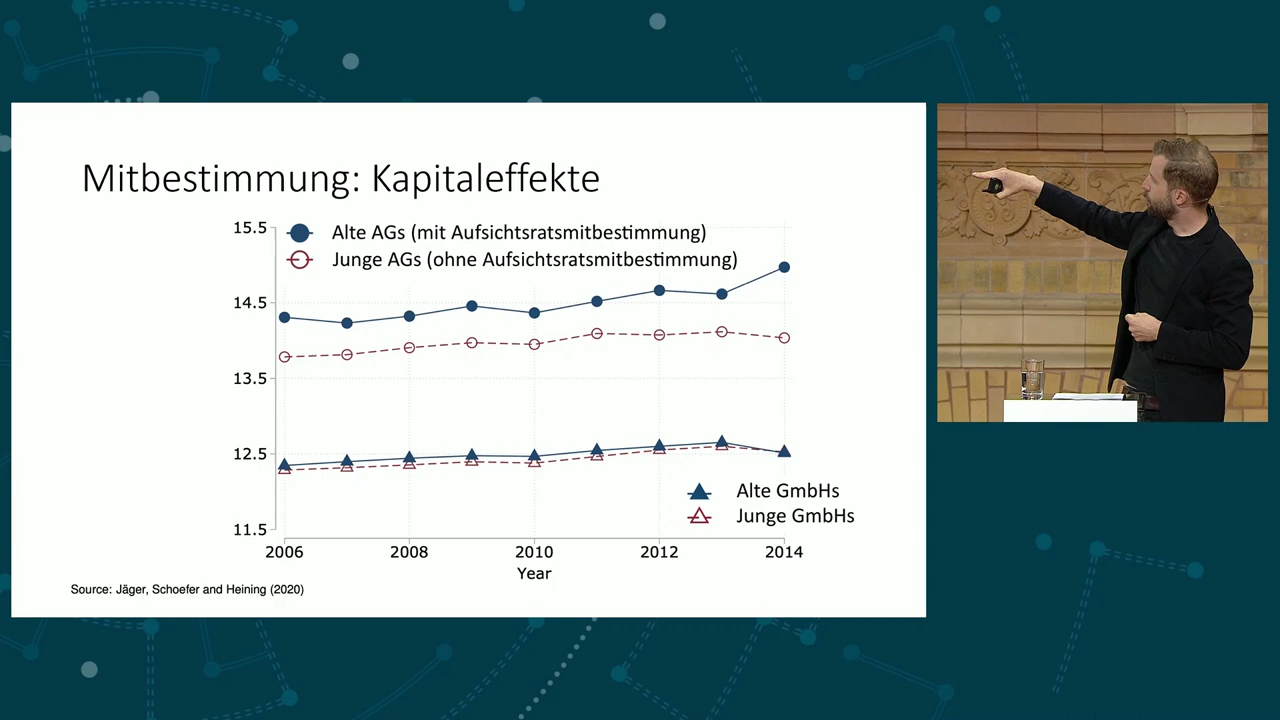 Mitbestimmung: Kapitaleffekte
15.5
Alte AGs (mit Aufsichtsratsmitbestimmung)
Junge AGs (ohne Aufsichtsratsmitbestimmung)
14.5
13.5
12.5
Alte GmbHs
Junge GmbHs
11.5
2006 2008 2010 2012 2014
Year
Source: Jäger, Schoefer and Heining (2020)